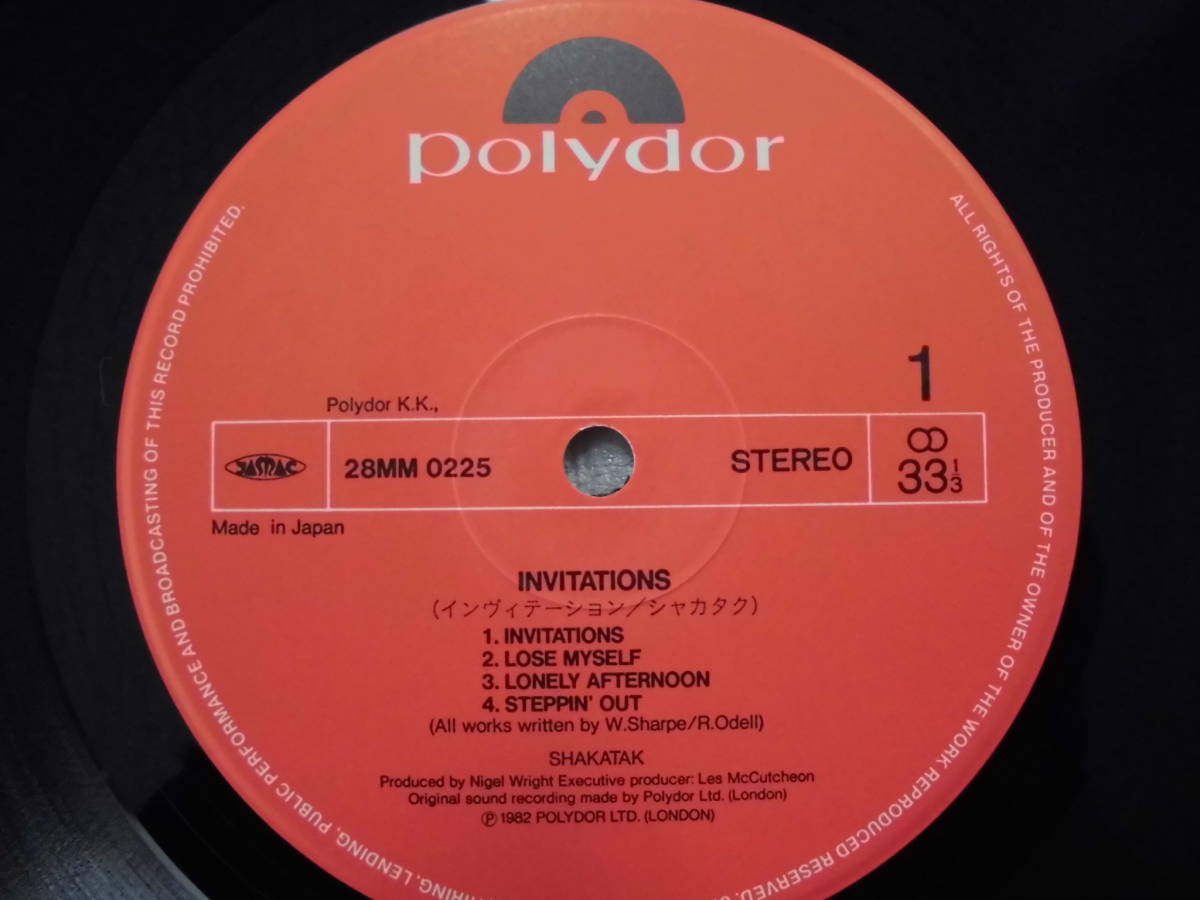 polydor
1
Polydor K.K.,
JASRAC
28MM 0225
STEREO
33 1/3
Made in Japan
INVITATIONS
(インヴィテーション/シャカタク)
1. INVITATIONS
2. LOSE MYSELF
3. LONELY AFTERNOON
4. STEPPIN' OUT
(All works written by W.Sharpe/R.Odell)
SHAKATAK
Produced by Nigel Wright Executive producer: Les McCutcheon
Original sound recording made by Polydor Ltd. (London)
Ⓟ1982 POLYDOR LTD. (LONDON)
ALL RIGHTS OF THE PRODUCER AND OF THE OWNER OF THE WORK REPRODUCED RESERVED.
HIRING, LENDING, PUBLIC PERFORMANCE AND BROADCASTING OF THIS RECORD PROHIBITED.